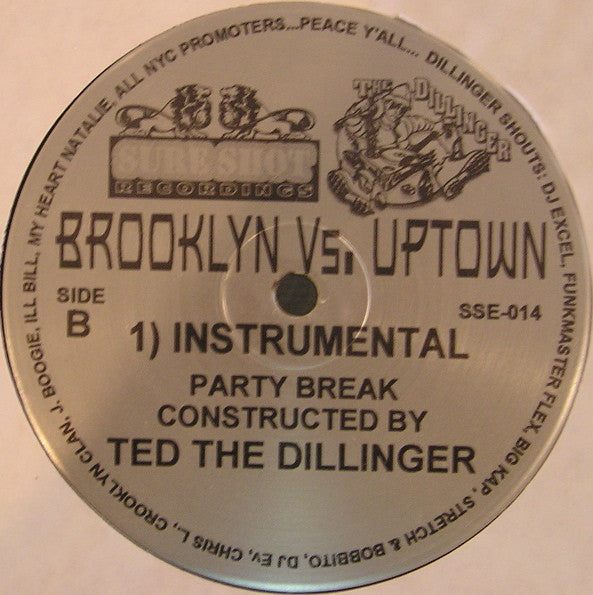 SURE SHOT
RECORDINGS
THE DILLINGER
BROOKLYN Vs. UPTOWN
SIDE
B
SSE-014
1) INSTRUMENTAL
PARTY BREAK
CONSTRUCTED BY
TED THE DILLINGER
DILLINGER SHOUTS: DJ EXCEL, FUNKMASTER FLEX, BIG KAP, STRETCH & BOBBITO, DJ Ev, CHRIS L., CROOKLYN CLAN, J. BOOGIE, ILL BILL, MY HEART NATALIE, ALL NYC PROMOTERS...PEACE Y'ALL...